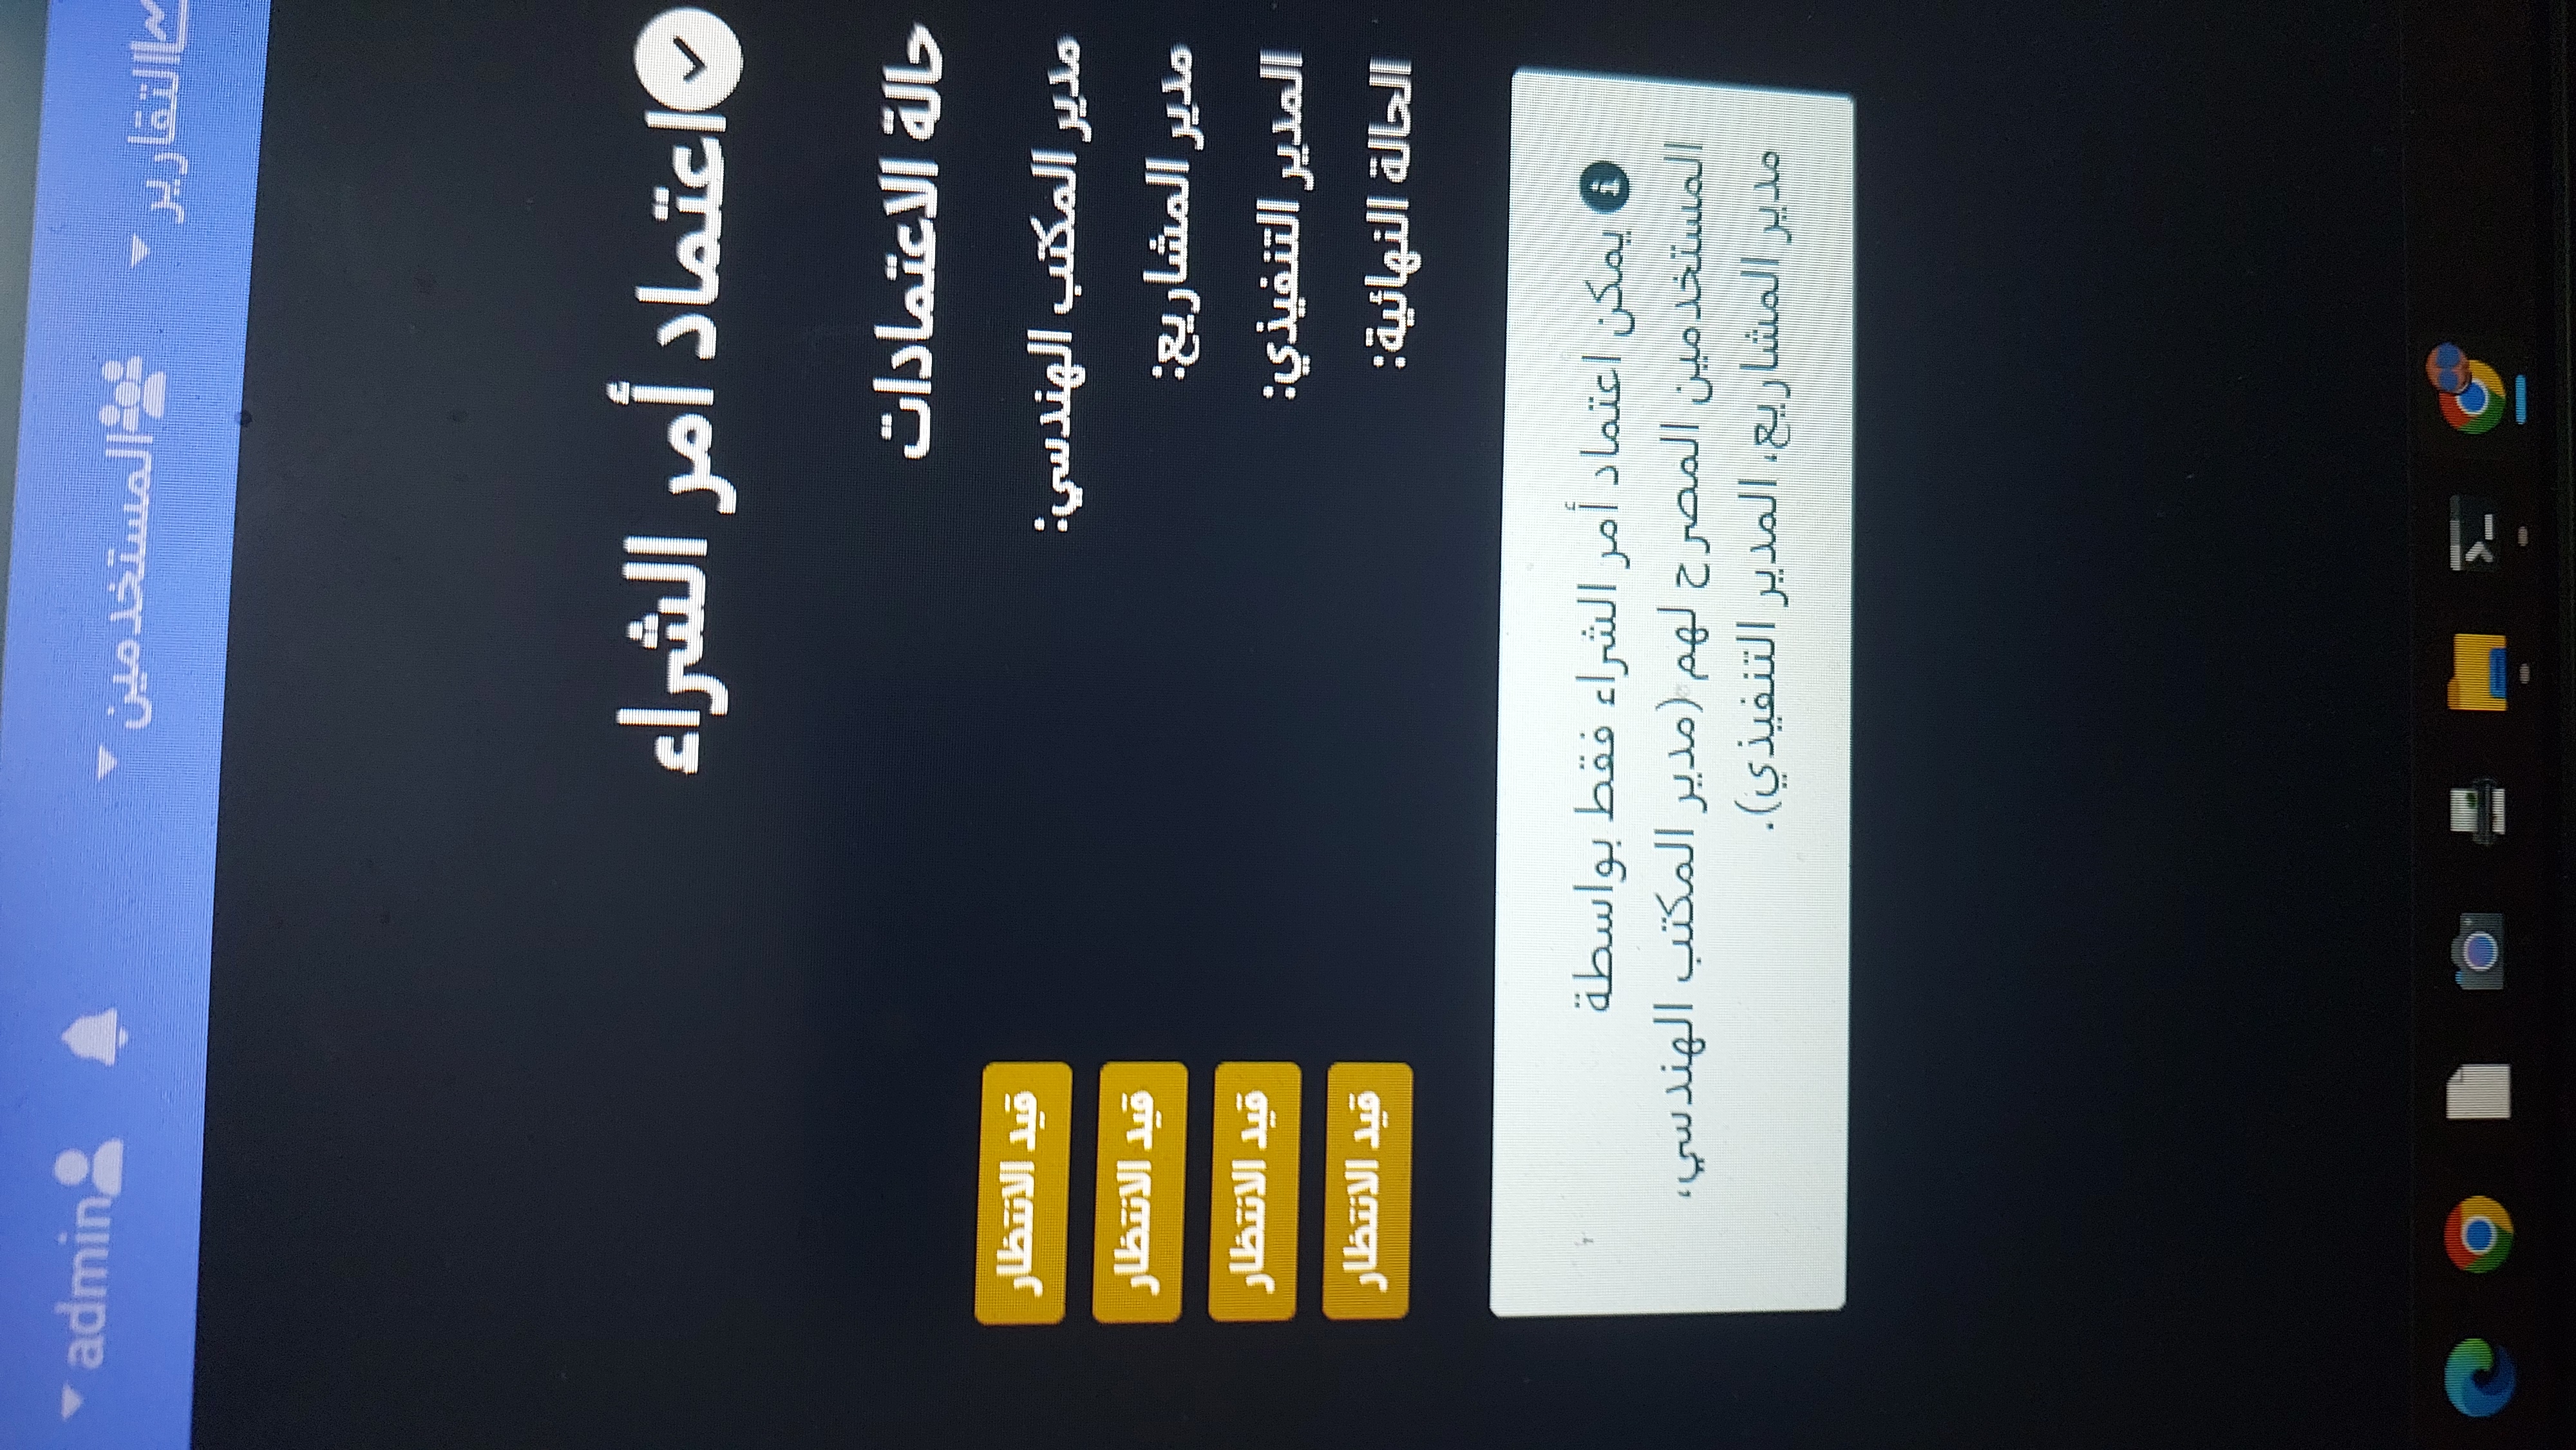 التقارير
المستخدمين
admin
اعتماد أمر الشراء
حالة الاعتمادات
مدير المكتب الهندسي: قيد الانتظار
مدير المشاريع: قيد الانتظار
المدير التنفيذي: قيد الانتظار
الحالة النهائية: قيد الانتظار
يمكن اعتماد أمر الشراء فقط بواسطة
المستخدمين المصرح لهم (مدير المكتب الهندسي،
مدير المشاريع، المدير التنفيذي).